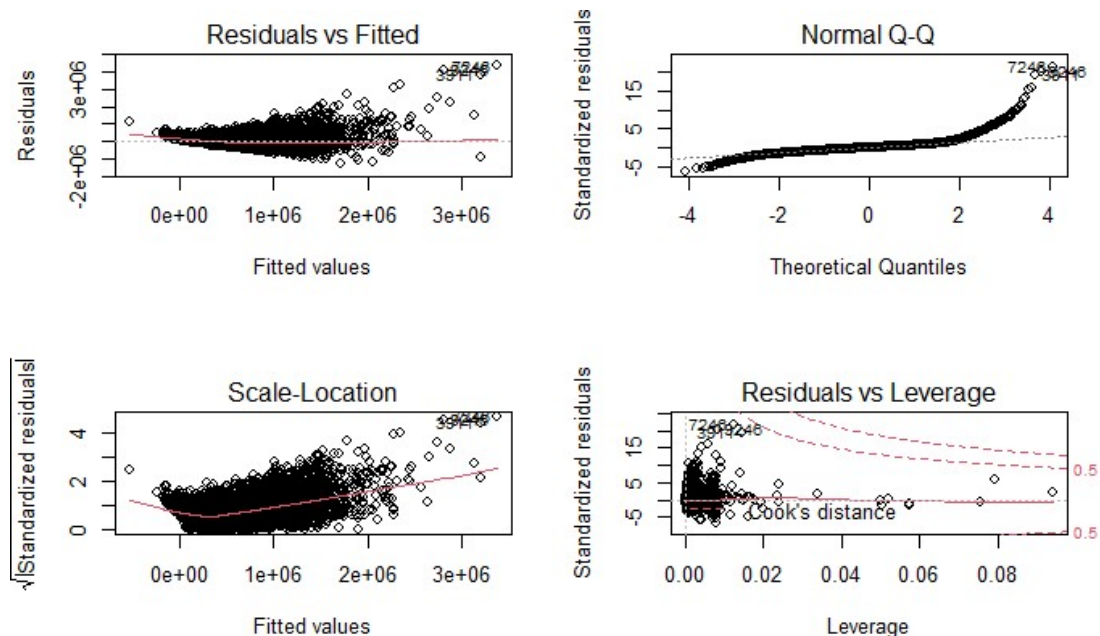 Residuals vs Fitted
Residuals
-2e+06
3e+06
7246
0e+00 1e+06 2e+06 3e+06
Fitted values
Normal Q-Q
Standardized residuals
-5 5 15
7246
-4 -2 0 2 4
Theoretical Quantiles
Scale-Location
√|Standardized residuals|
0 2 4
0e+00 1e+06 2e+06 3e+06
Fitted values
Residuals vs Leverage
Standardized residuals
-5 5 15
7246
Cook's distance
0.5
0.5
0.00 0.02 0.04 0.06 0.08
Leverage